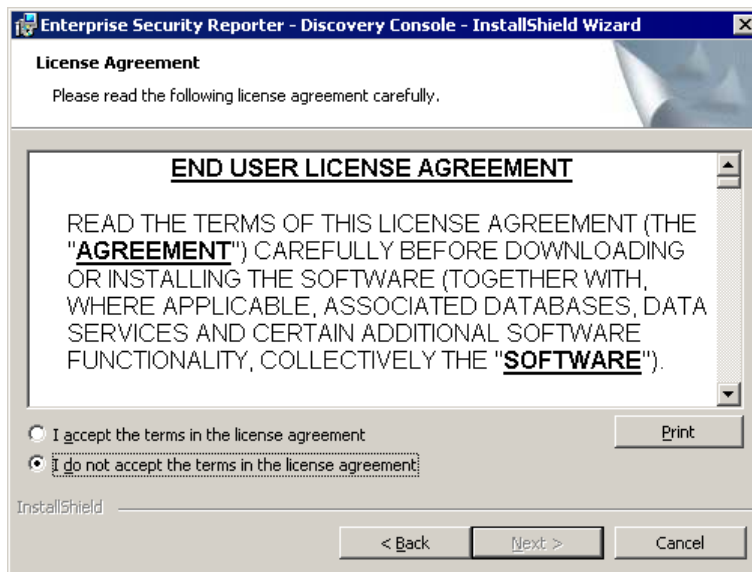 Enterprise Security Reporter - Discovery Console - InstallShield Wizard
License Agreement
Please read the following license agreement carefully.
END USER LICENSE AGREEMENT
READ THE TERMS OF THIS LICENSE AGREEMENT (THE
"AGREEMENT") CAREFULLY BEFORE DOWNLOADING
OR INSTALLING THE SOFTWARE (TOGETHER WITH,
WHERE APPLICABLE, ASSOCIATED DATABASES, DATA
SERVICES AND CERTAIN ADDITIONAL SOFTWARE
FUNCTIONALITY, COLLECTIVELY THE "SOFTWARE").
I accept the terms in the license agreement
Print
I do not accept the terms in the license agreement
InstallShield
< Back
Next >
Cancel